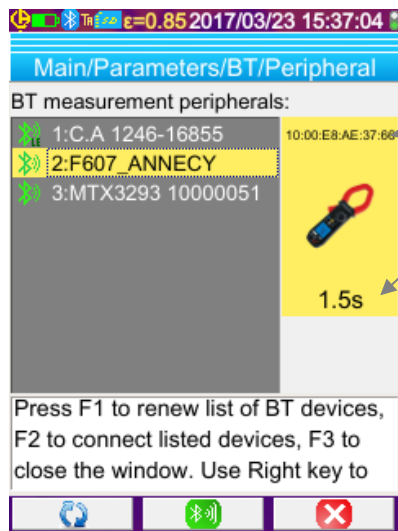 ε=0.85 2017/03/23 15:37:04
Main/Parameters/BT/Peripheral
BT measurement peripherals:
1:C.A 1246-16855
10:00:E8:AE:37:66
2:F607_ANNECY
3:MTX3293 10000051
1.5s
Press F1 to renew list of BT devices,
F2 to connect listed devices, F3 to
close the window. Use Right key to